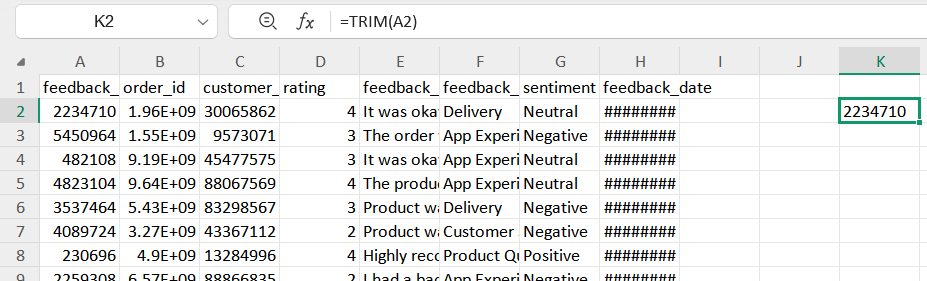 K2 fx =TRIM(A2)
A B C D E F G H I J K
1 feedback_ order_id customer_ rating feedback_ feedback_ sentiment feedback_date
2 2234710 1.96E+09 30065862 4 It was oka Delivery Neutral ######## 2234710
3 5450964 1.55E+09 9573071 3 The order App Experi Negative ########
4 482108 9.19E+09 45477575 3 It was oka App Experi Neutral ########
5 4823104 9.64E+09 88067569 4 The produ App Experi Neutral ########
6 3537464 5.43E+09 83298567 3 Product wa Delivery Negative ########
7 4089724 3.27E+09 43367112 2 Product wa Customer Negative ########
8 230696 4.9E+09 13284996 4 Highly reco Product Qu Positive ########
9 2259308 6.57E+09 88866835 2 I had a bad App Experi Negative ########